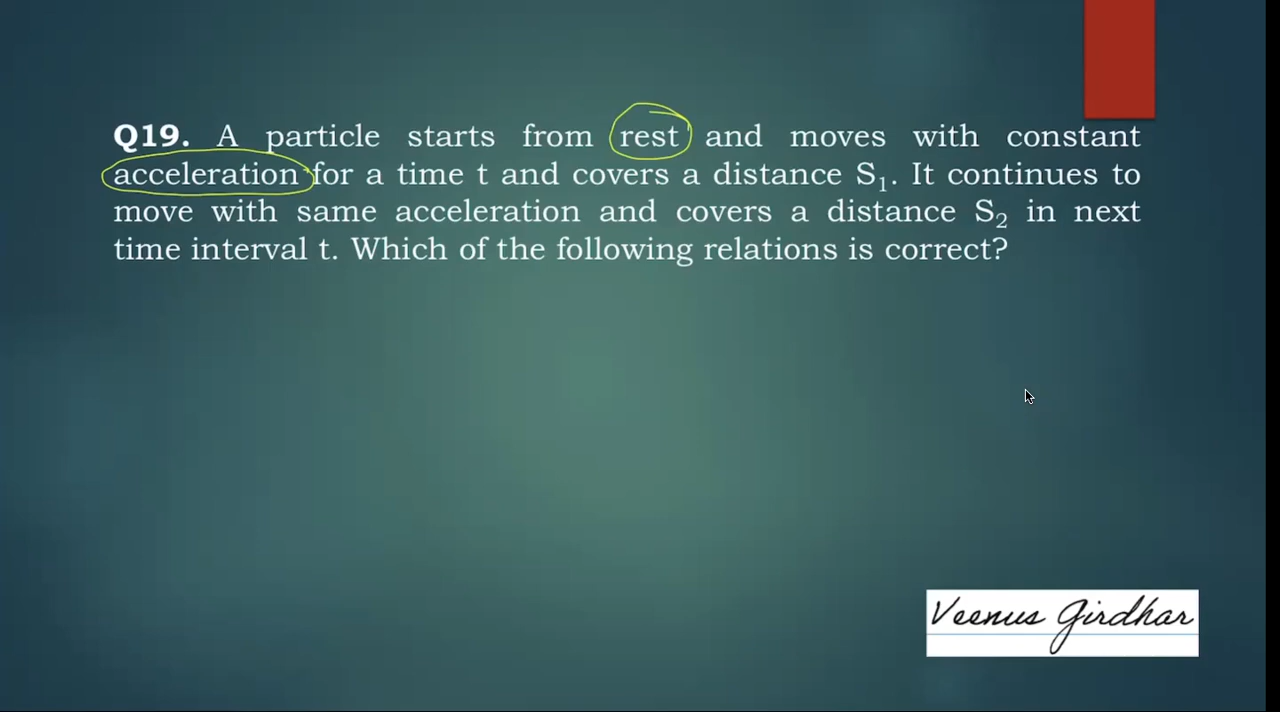 Q19. A particle starts from rest and moves with constant
acceleration for a time t and covers a distance S₁. It continues to
move with same acceleration and covers a distance S₂ in next
time interval t. Which of the following relations is correct?
Veenus Girdhar